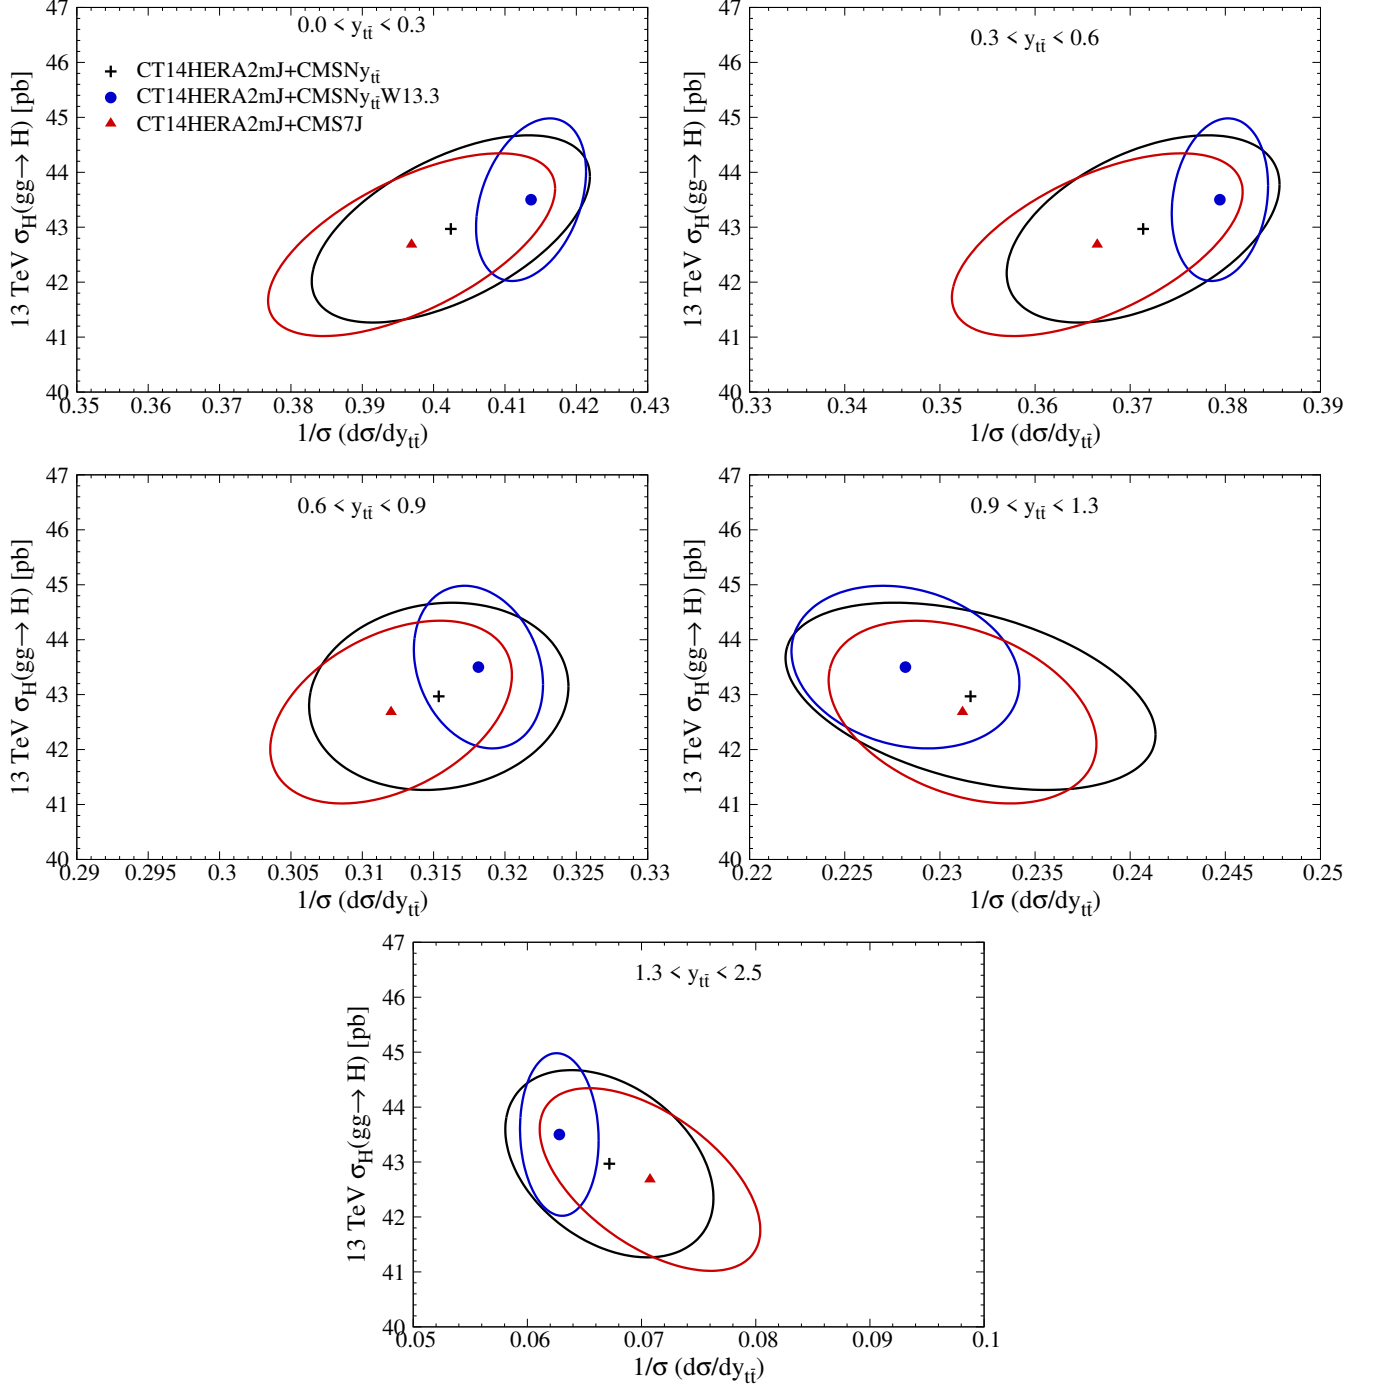 0.0 < y_tt̄ < 0.3
CT14HERA2mJ+CMSNy_tt̄
CT14HERA2mJ+CMSNy_tt̄W13.3
CT14HERA2mJ+CMS7J
47
46
45
44
43
42
41
40
13 TeV σ_H(gg→ H) [pb]
0.35 0.36 0.37 0.38 0.39 0.4 0.41 0.42 0.43
1/σ (dσ/dy_tt̄)
0.3 < y_tt̄ < 0.6
47
46
45
44
43
42
41
40
13 TeV σ_H(gg→ H) [pb]
0.33 0.34 0.35 0.36 0.37 0.38 0.39
1/σ (dσ/dy_tt̄)
0.6 < y_tt̄ < 0.9
47
46
45
44
43
42
41
40
13 TeV σ_H(gg→ H) [pb]
0.29 0.295 0.3 0.305 0.31 0.315 0.32 0.325 0.33
1/σ (dσ/dy_tt̄)
0.9 < y_tt̄ < 1.3
47
46
45
44
43
42
41
40
13 TeV σ_H(gg→ H) [pb]
0.22 0.225 0.23 0.235 0.24 0.245 0.25
1/σ (dσ/dy_tt̄)
1.3 < y_tt̄ < 2.5
47
46
45
44
43
42
41
40
13 TeV σ_H(gg→ H) [pb]
0.05 0.06 0.07 0.08 0.09 0.1
1/σ (dσ/dy_tt̄)